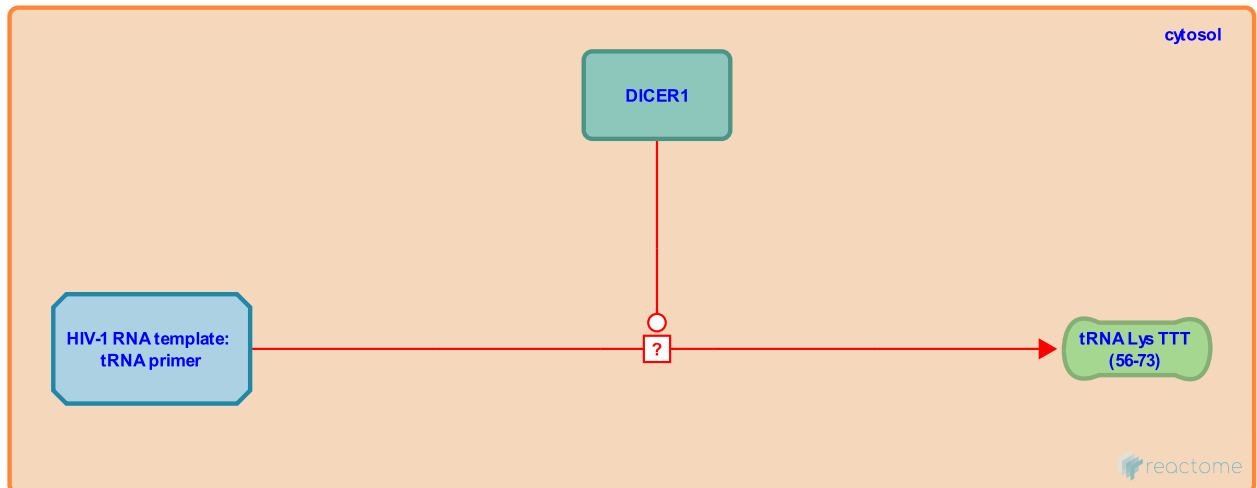 cytosol
DICER1
HIV-1 RNA template:
tRNA primer
?
tRNA Lys TTT
(56-73)
reactome